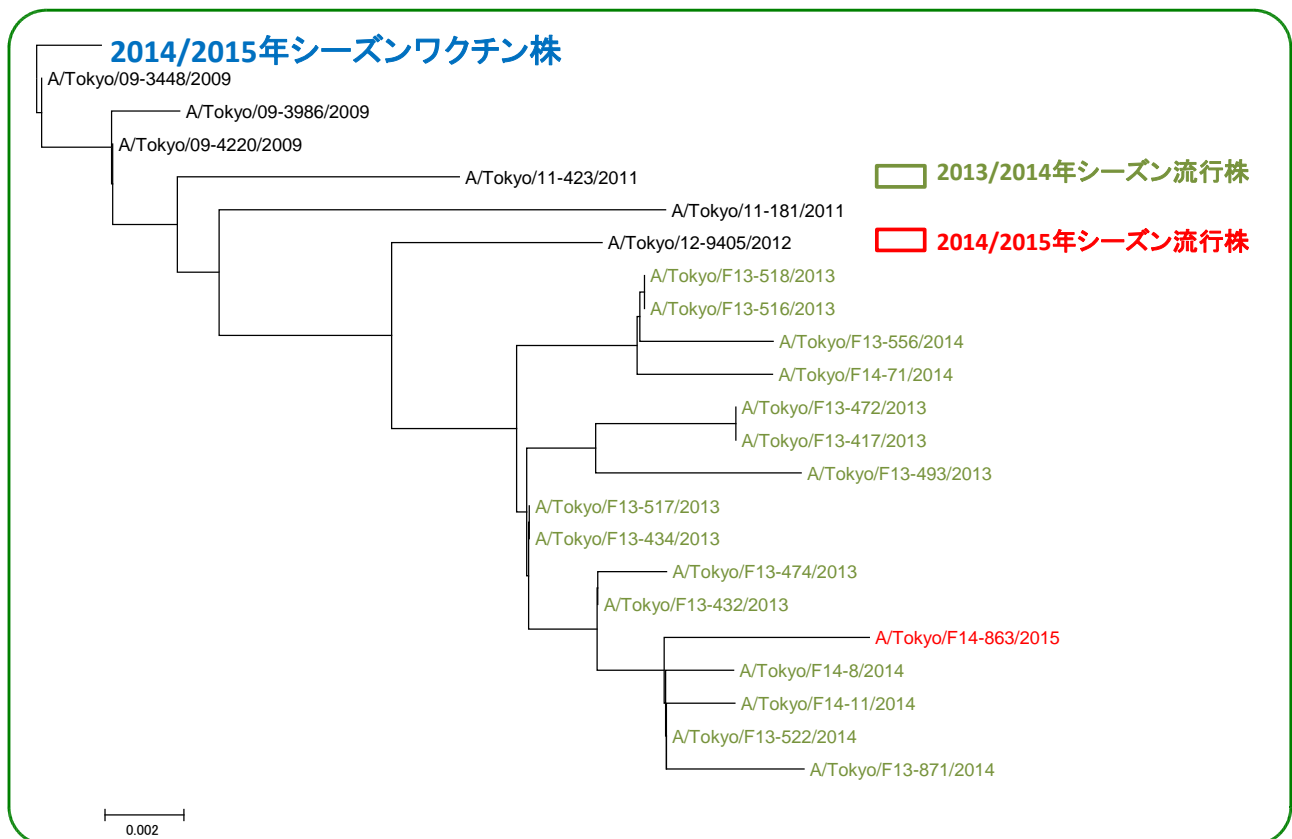 2014/2015年シーズンワクチン株
A/Tokyo/09-3448/2009
A/Tokyo/09-3986/2009
A/Tokyo/09-4220/2009
2013/2014年シーズン流行株
A/Tokyo/11-423/2011
A/Tokyo/11-181/2011
2014/2015年シーズン流行株
A/Tokyo/12-9405/2012
A/Tokyo/F13-518/2013
A/Tokyo/F13-516/2013
A/Tokyo/F13-556/2014
A/Tokyo/F14-71/2014
A/Tokyo/F13-472/2013
A/Tokyo/F13-417/2013
A/Tokyo/F13-493/2013
A/Tokyo/F13-517/2013
A/Tokyo/F13-434/2013
A/Tokyo/F13-474/2013
A/Tokyo/F13-432/2013
A/Tokyo/F14-863/2015
A/Tokyo/F14-8/2014
A/Tokyo/F14-11/2014
A/Tokyo/F13-522/2014
A/Tokyo/F13-871/2014
0.002